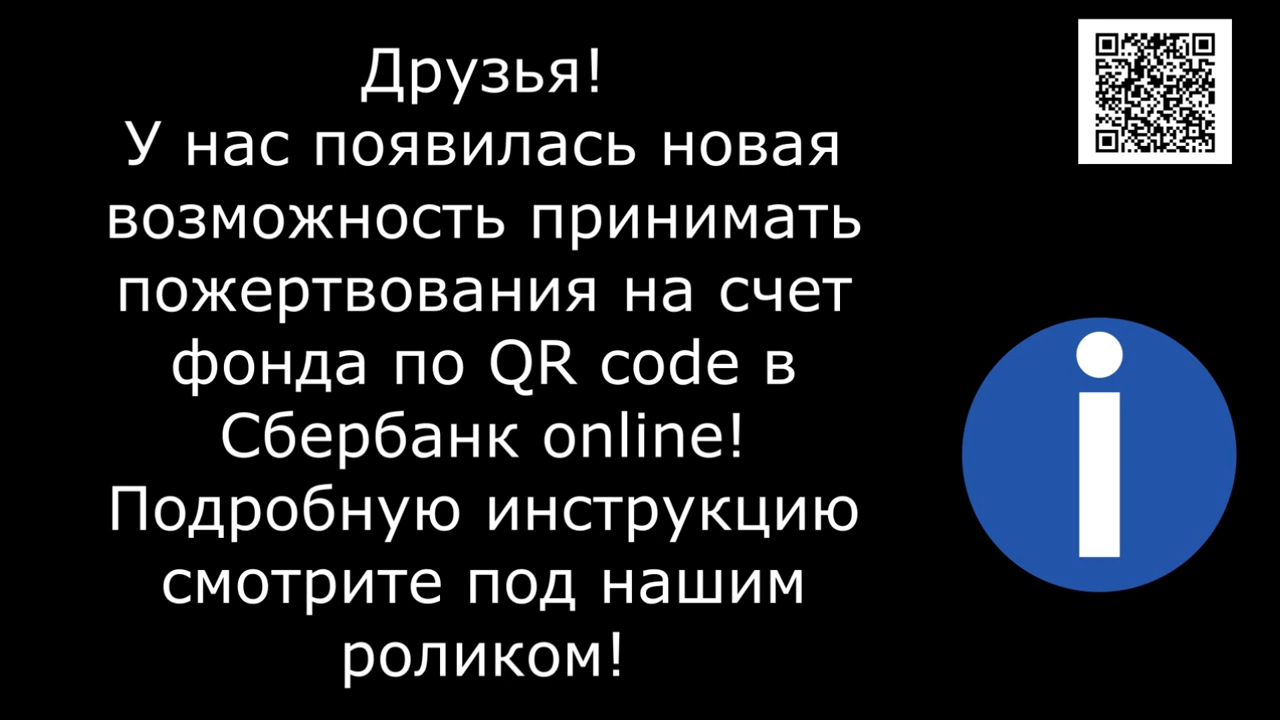 Друзья!
У нас появилась новая
возможность принимать
пожертвования на счет
фонда по QR code в
Сбербанк online!
Подробную инструкцию
смотрите под нашим
роликом!